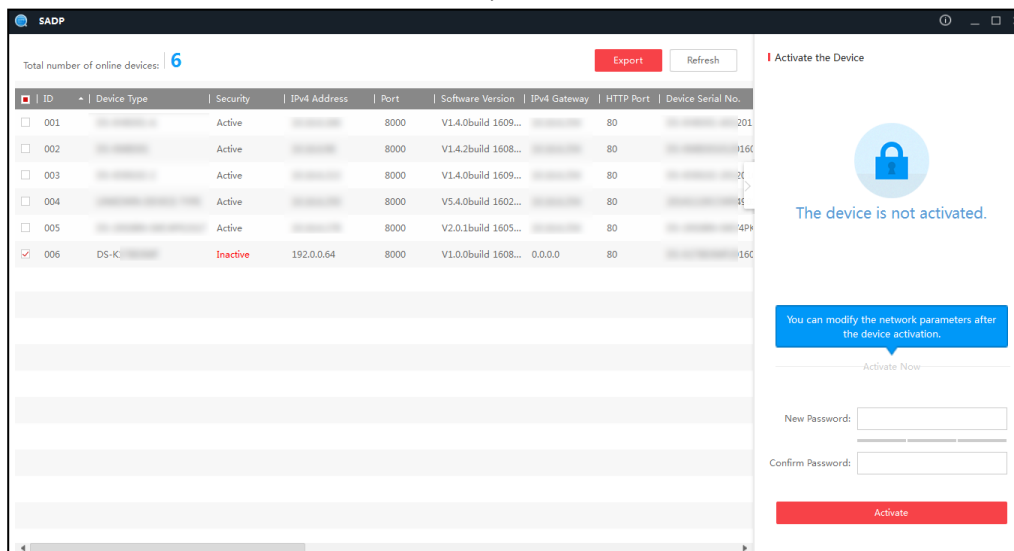 SADP
Total number of online devices: 6
Export
Refresh
ID Device Type Security IPv4 Address Port Software Version IPv4 Gateway HTTP Port Device Serial No.
001 Active 8000 V1.4.0build 1609... 80 201
002 Active 8000 V1.4.2build 1608... 80 160
003 Active 8000 V1.4.0build 1609... 80
004 Active 8000 V5.4.0build 1602... 80
005 Active 8000 V2.0.1build 1605... 80 4PK
006 DS-K Inactive 192.0.0.64 8000 V1.0.0build 1608... 0.0.0.0 80 160
Activate the Device
The device is not activated.
You can modify the network parameters after
the device activation.
Activate Now
New Password:
Confirm Password:
Activate